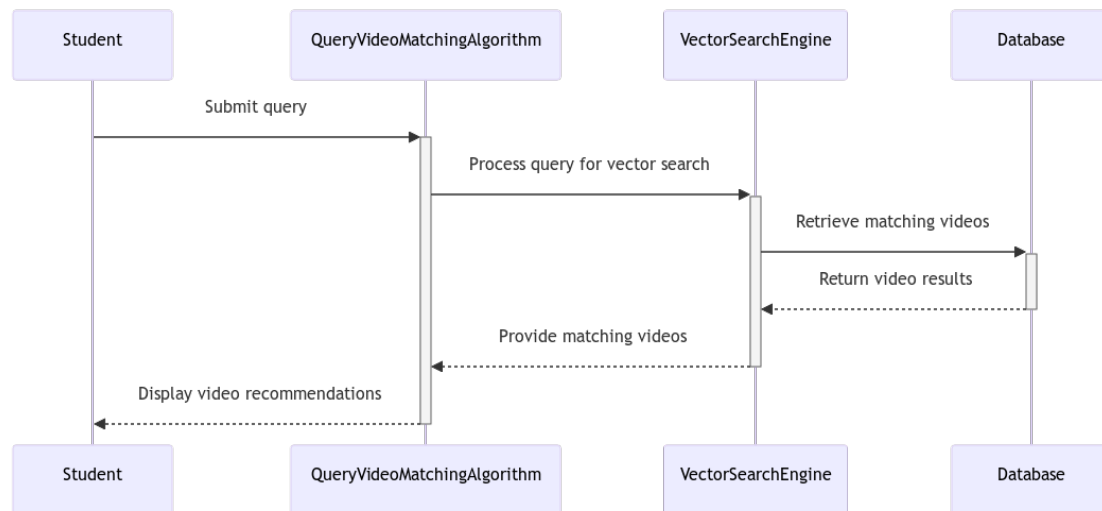 Student
QueryVideoMatchingAlgorithm
VectorSearchEngine
Database
Submit query
Process query for vector search
Retrieve matching videos
Return video results
Provide matching videos
Display video recommendations
Student
QueryVideoMatchingAlgorithm
VectorSearchEngine
Database